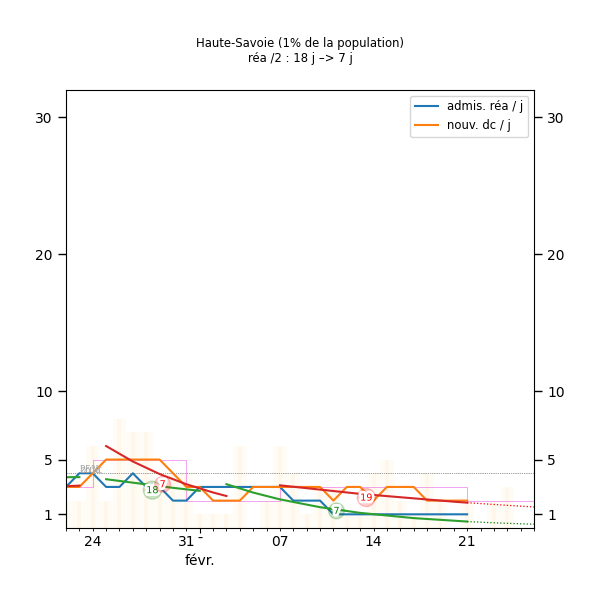 Haute-Savoie (1% de la population)
réa /2 : 18 j –> 7 j
admis. réa / j
nouv. dc / j
30 30
20 20
10 10
5 5
18 7 19 7
1 1
24 31 - 07 14 21
févr.